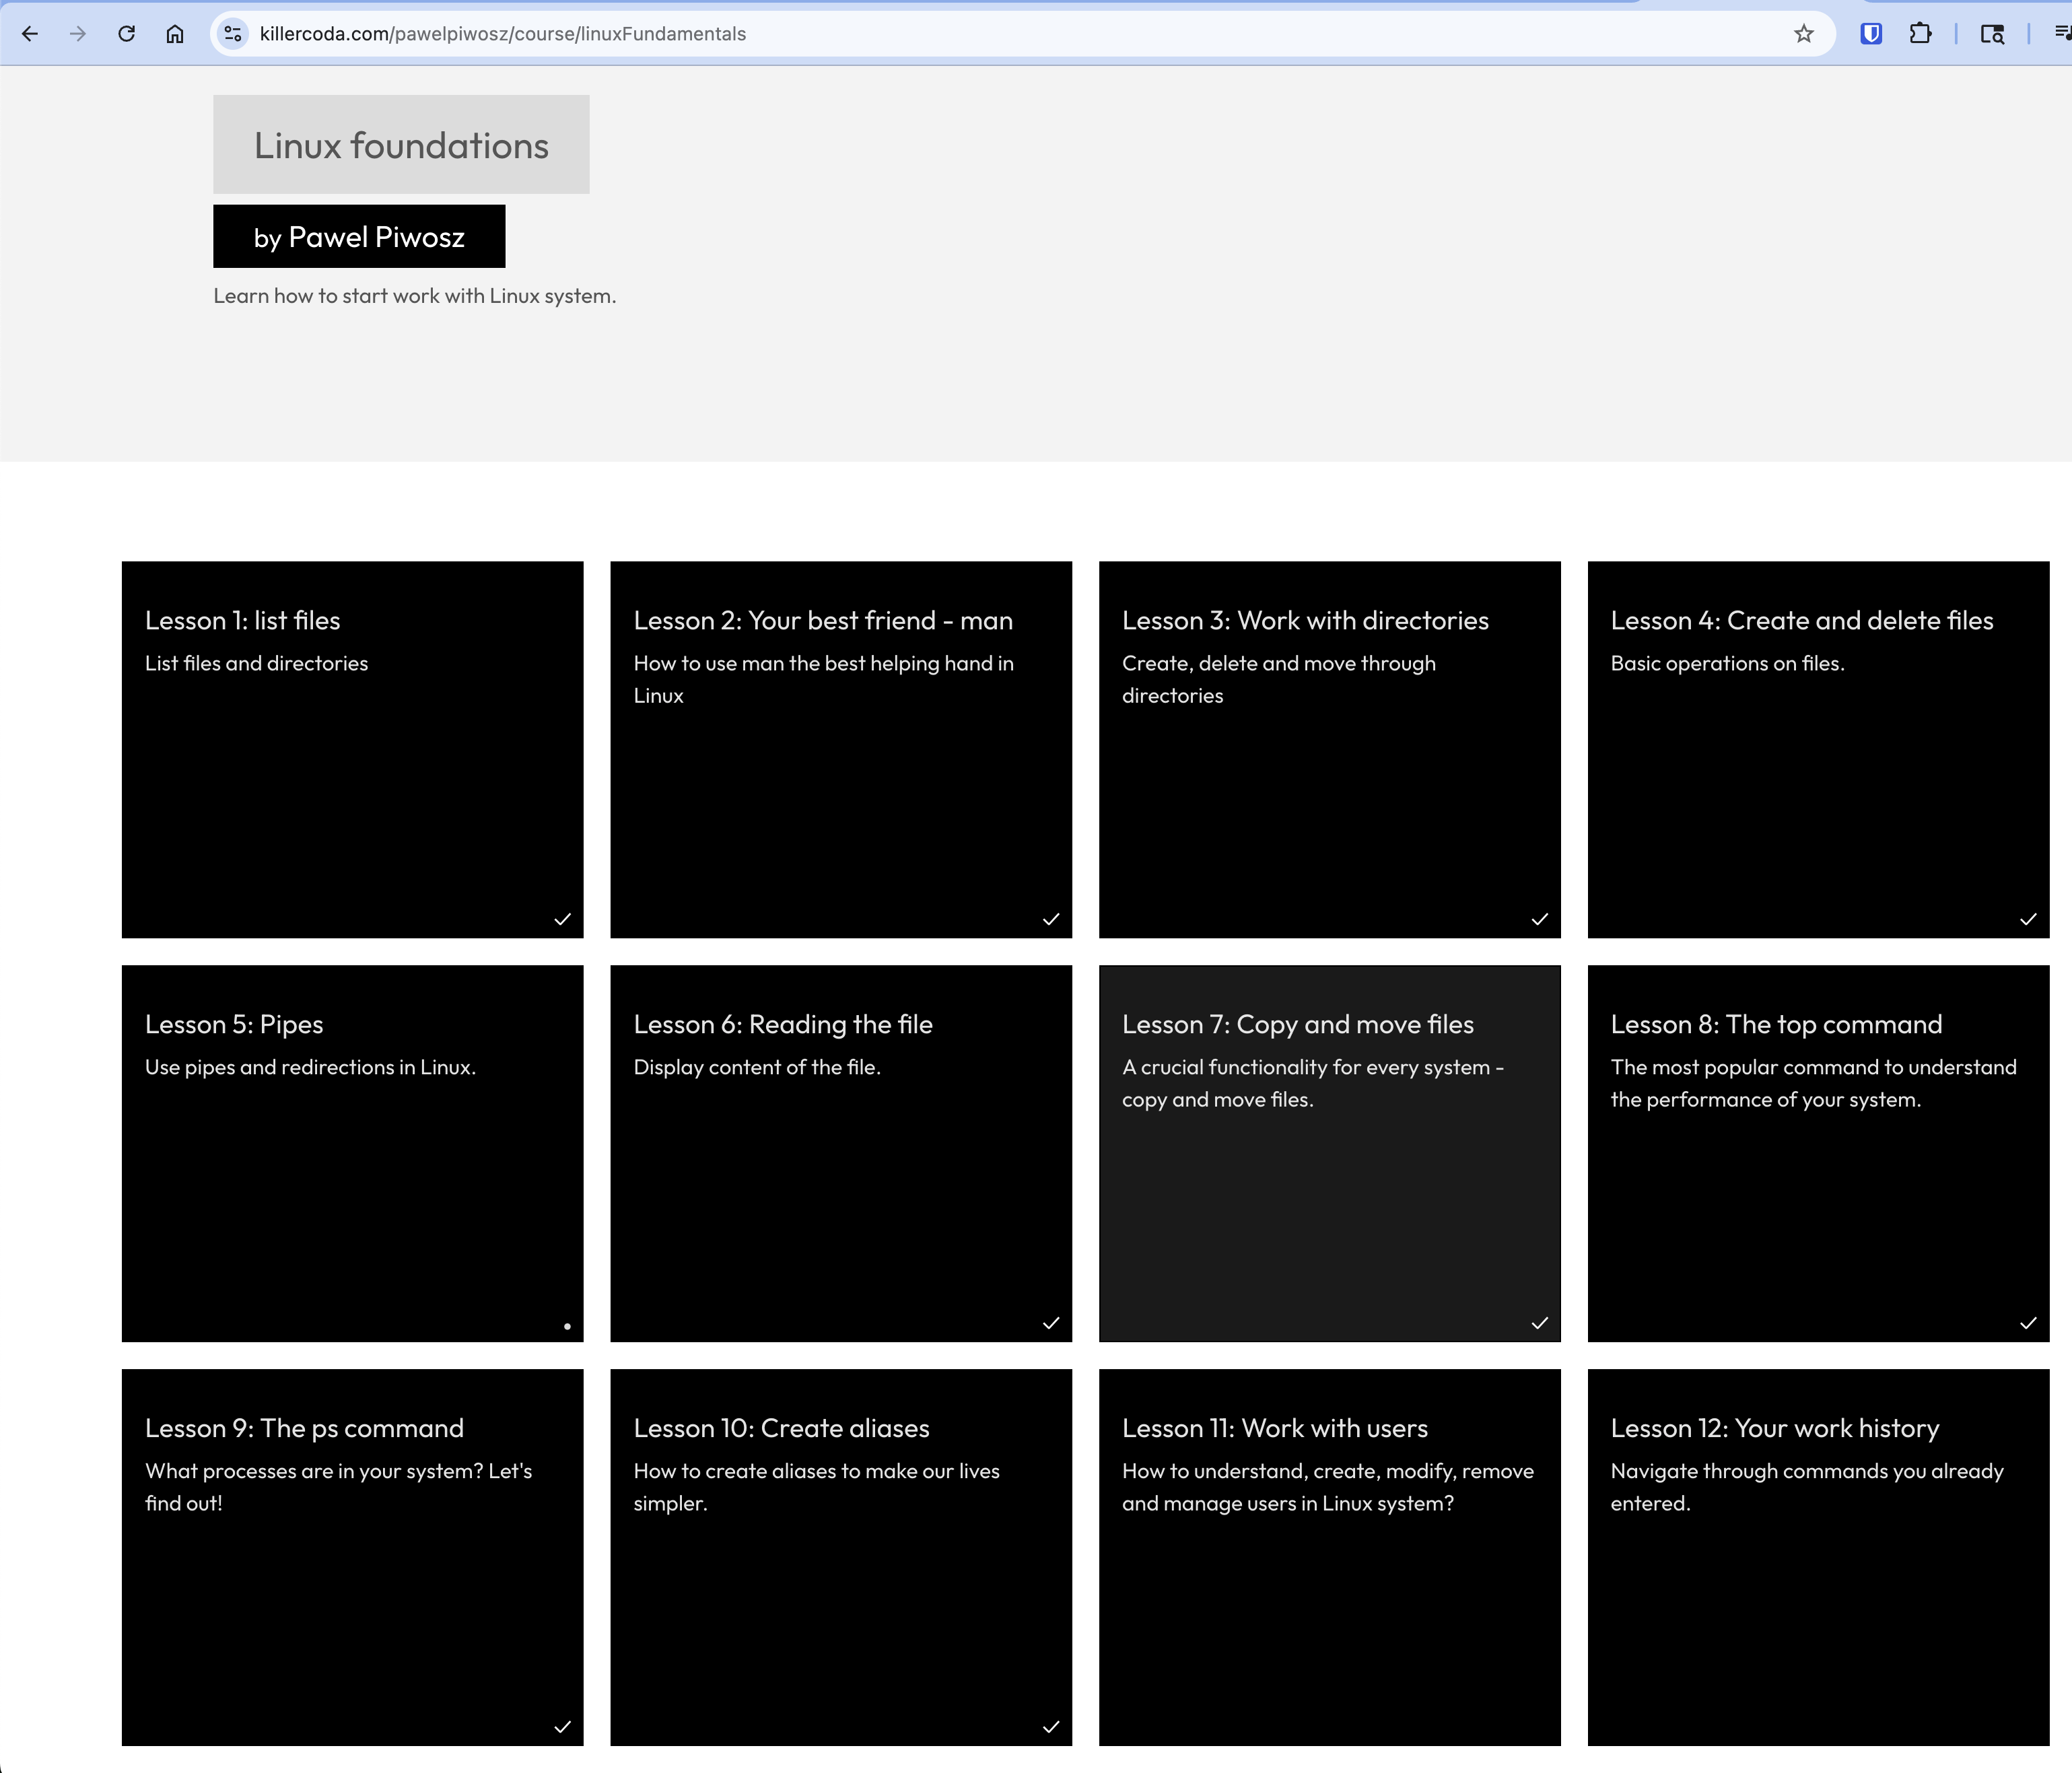 killercoda.com/pawelpiwosz/course/linuxFundamentals
Linux foundations
by Pawel Piwosz
Learn how to start work with Linux system.
Lesson 1: list files
List files and directories
Lesson 2: Your best friend - man
How to use man the best helping hand in
Linux
Lesson 3: Work with directories
Create, delete and move through
directories
Lesson 4: Create and delete files
Basic operations on files.
Lesson 5: Pipes
Use pipes and redirections in Linux.
Lesson 6: Reading the file
Display content of the file.
Lesson 7: Copy and move files
A crucial functionality for every system -
copy and move files.
Lesson 8: The top command
The most popular command to understand
the performance of your system.
Lesson 9: The ps command
What processes are in your system? Let's
find out!
Lesson 10: Create aliases
How to create aliases to make our lives
simpler.
Lesson 11: Work with users
How to understand, create, modify, remove
and manage users in Linux system?
Lesson 12: Your work history
Navigate through commands you already
entered.